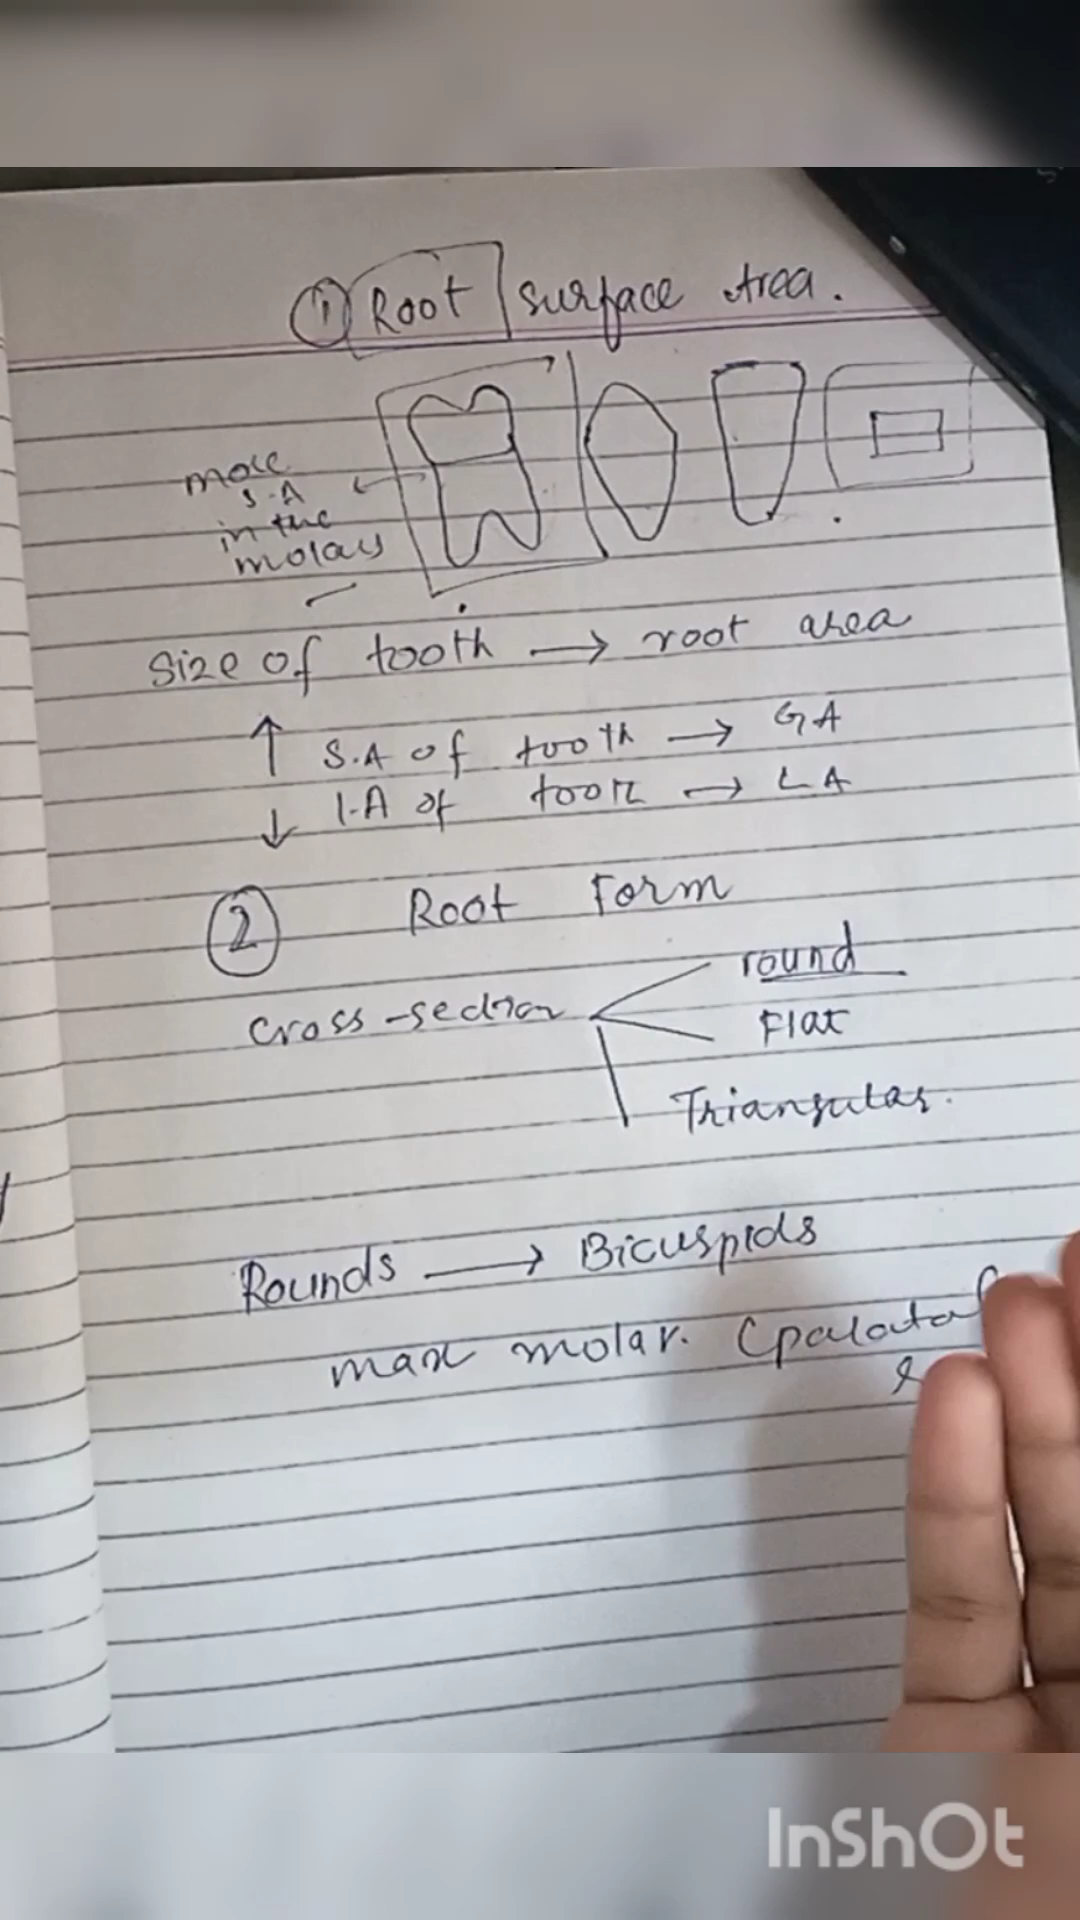 ① Root surface Area.
more
S.A
in the
molars
Size of tooth → root area
↑ S.A of tooth → GA
↓ I.A of tooth → LA
② Root Form
Cross-section
round
Flat
Triangular.
Rounds → Bicuspids
max molar. (palatal
&
InShOt